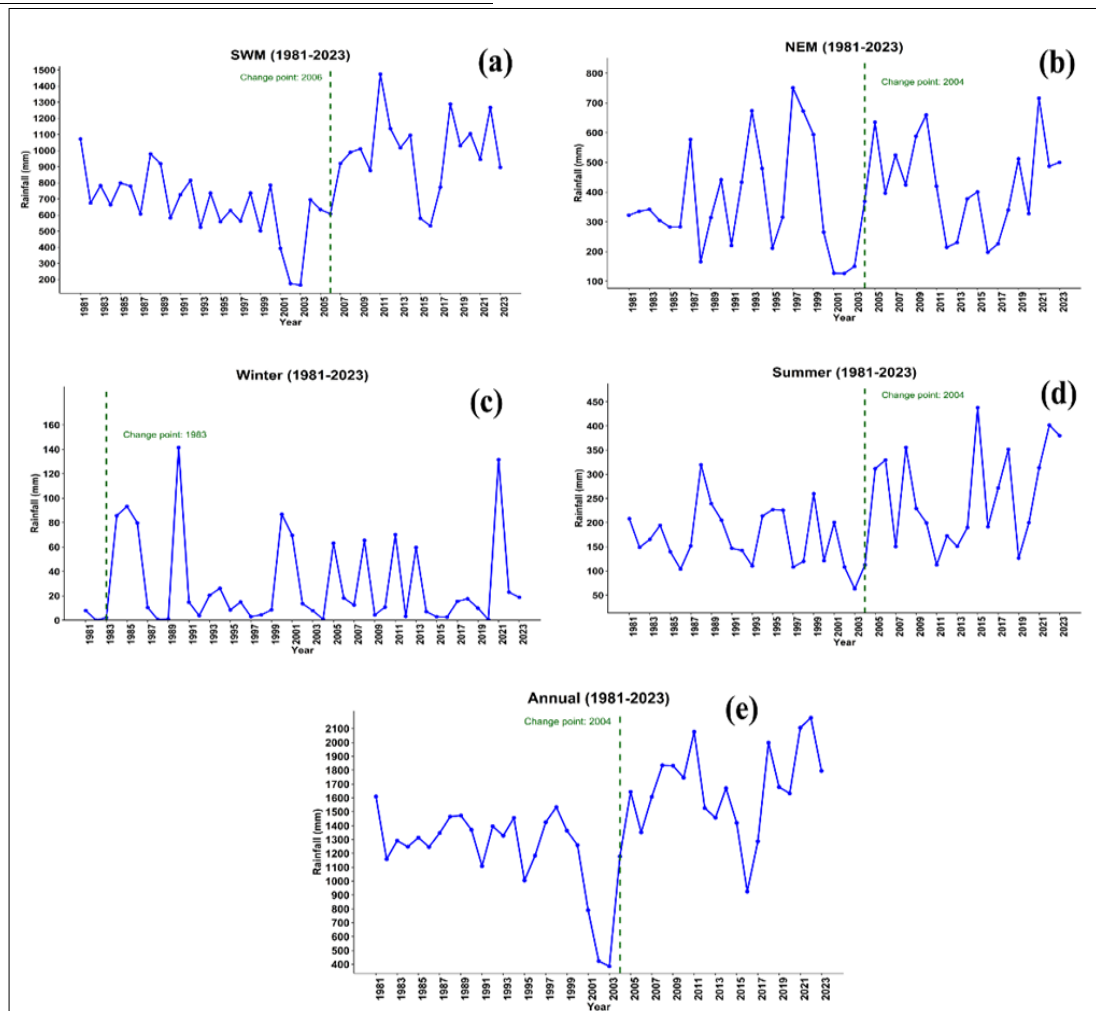 SWM (1981-2023)
(a)
Change point: 2006
Rainfall (mm)
1500
1400
1300
1200
1100
1000
900
800
700
600
500
400
300
200
1981 1983 1985 1987 1989 1991 1993 1995 1997 1999 2001 2003 2005 2007 2009 2011 2013 2015 2017 2019 2021 2023
Year
NEM (1981-2023)
(b)
Change point: 2004
Rainfall (mm)
800
700
600
500
400
300
200
100
1981 1983 1985 1987 1989 1991 1993 1995 1997 1999 2001 2003 2005 2007 2009 2011 2013 2015 2017 2019 2021 2023
Year
Winter (1981-2023)
(c)
Change point: 1983
Rainfall (mm)
160
140
120
100
80
60
40
20
0
1981 1983 1985 1987 1989 1991 1993 1995 1997 1999 2001 2003 2005 2007 2009 2011 2013 2015 2017 2019 2021 2023
Year
Summer (1981-2023)
(d)
Change point: 2004
Rainfall (mm)
450
400
350
300
250
200
150
100
50
1981 1983 1985 1987 1989 1991 1993 1995 1997 1999 2001 2003 2005 2007 2009 2011 2013 2015 2017 2019 2021 2023
Year
Annual (1981-2023)
(e)
Change point: 2004
Rainfall (mm)
2100
2000
1900
1800
1700
1600
1500
1400
1300
1200
1100
1000
900
800
700
600
500
400
1981 1983 1985 1987 1989 1991 1993 1995 1997 1999 2001 2003 2005 2007 2009 2011 2013 2015 2017 2019 2021 2023
Year